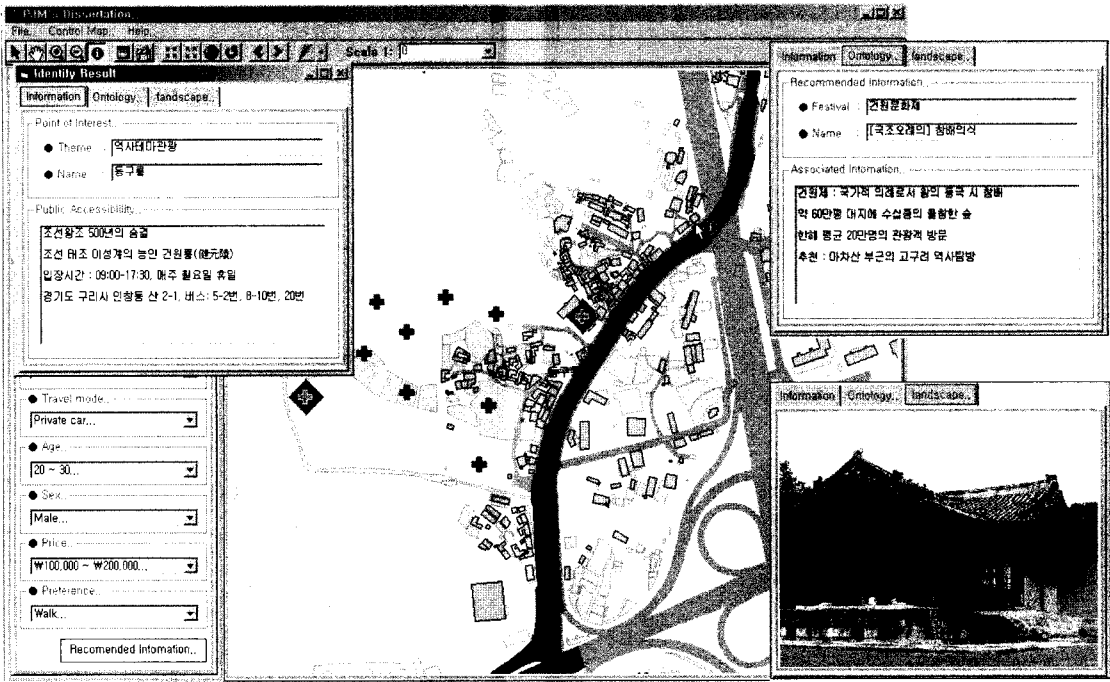 PJM :: Dissertation..
File.. Control Map.. Help..
Scale 1: 0
Identity Result
Information Ontology.. landscape..
Point of Interest..
Theme : 역사테마관광
Name : 동구릉
Public Accessibility..
조선왕조 500년의 숨결
조선 태조 이성계의 능인 건원릉(健元陵)
입장시간 : 09:00-17:30, 매주 월요일 휴일
경기도 구리시 인창동 산 2-1, 버스: 5-2번, 8-10번, 20번
Travel mode..
Private car...
Age..
20 ~ 30...
Sex..
Male...
Price..
₩100,000 ~ ₩200,000...
Preterence..
Walk...
Recomended Infomation..
Information Ontology.. landscape..
Recommended Information..
Festival : 건원문화제
Name : [국조오례의] 참배의식
Associated Infomation..
건원제 : 국가적 의례로서 왕의 등국 시 참배
약 60만평 대지에 수십종의 울창한 숲
한해 평균 20만명의 관광객 방문
추천 : 아차산 부근의 고구려 역사탐방
Information Ontology.. landscape..